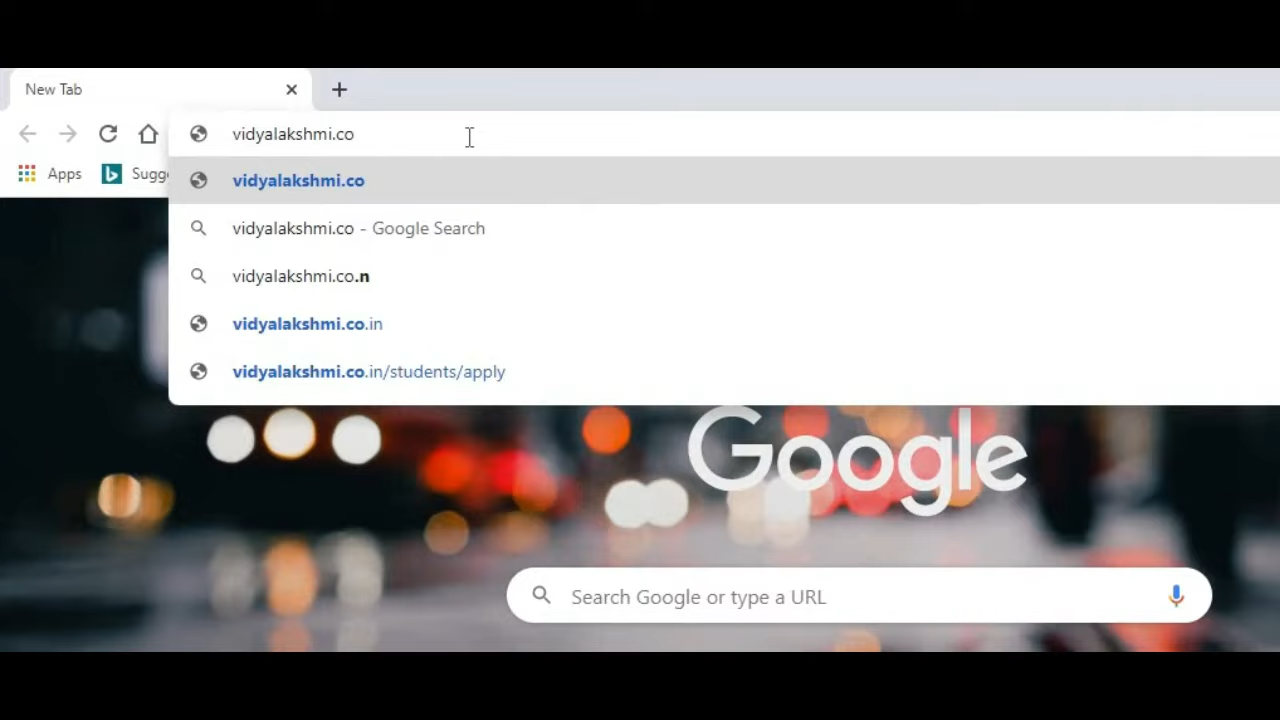 New Tab
vidyalakshmi.co
Apps Sugg
vidyalakshmi.co
vidyalakshmi.co - Google Search
vidyalakshmi.co.n
vidyalakshmi.co.in
vidyalakshmi.co.in/students/apply
Google
Search Google or type a URL